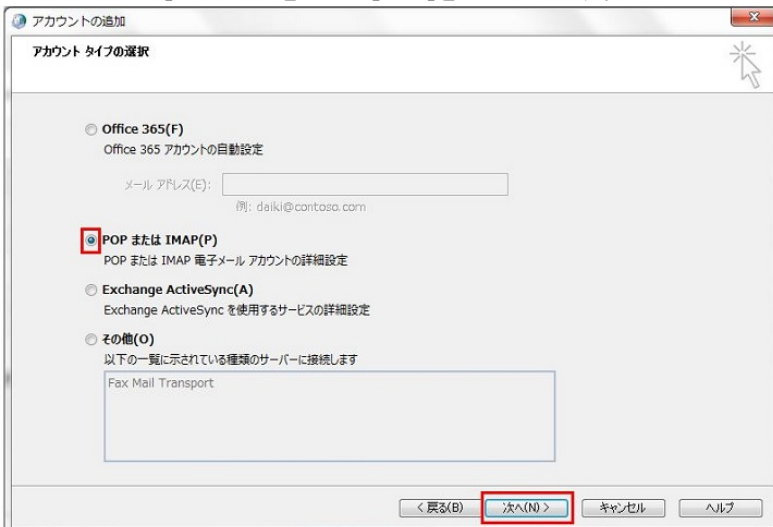 アカウントの追加
アカウント タイプの選択
Office 365(F)
Office 365 アカウントの自動設定
メール アドレス(E):
例: daiki@contoso.com
POP または IMAP(P)
POP または IMAP 電子メール アカウントの詳細設定
Exchange ActiveSync(A)
Exchange ActiveSync を使用するサービスの詳細設定
その他(O)
以下の一覧に示されている種類のサーバーに接続します
Fax Mail Transport
< 戻る(B) 次へ(N) > キャンセル ヘルプ